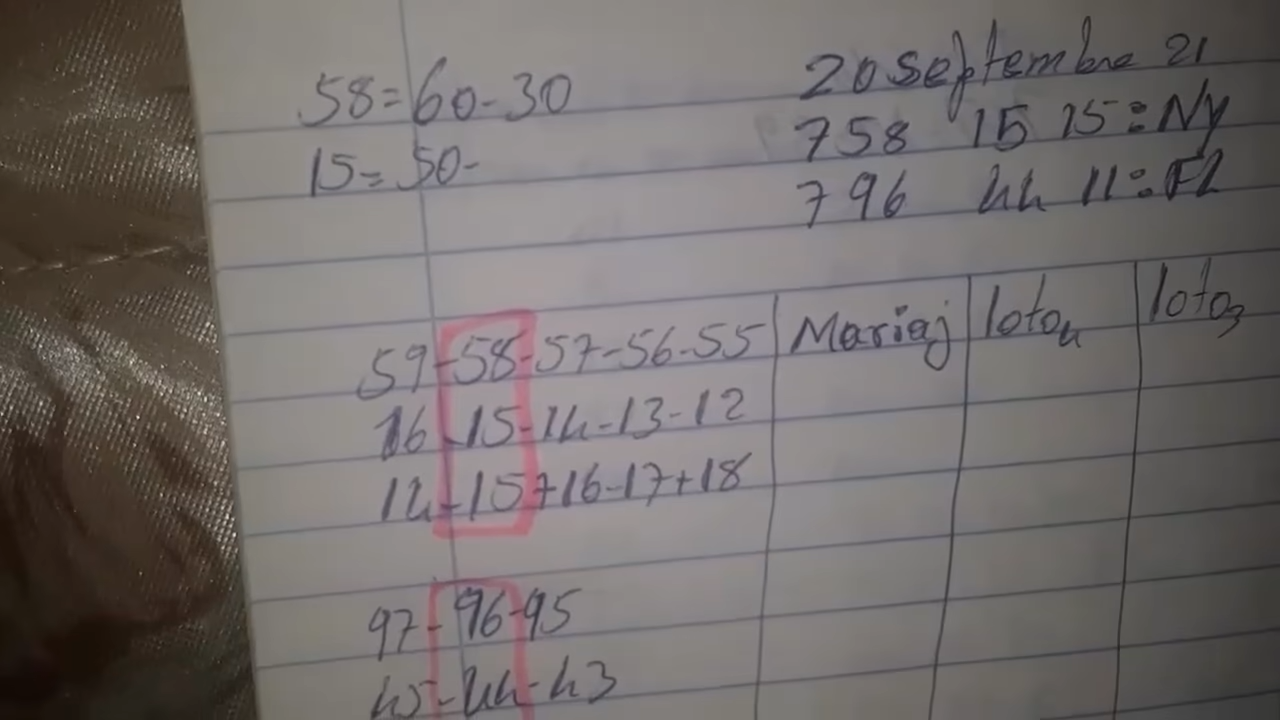 58=60-30
15=50-
20 septembre 21
758 15 15:Ny
796 44 11:Fl
Mariaj loto4 loto3
59-58-57-56-55
16-15-14-13-12
14-15+16-17+18
97-96-95
45-44-43